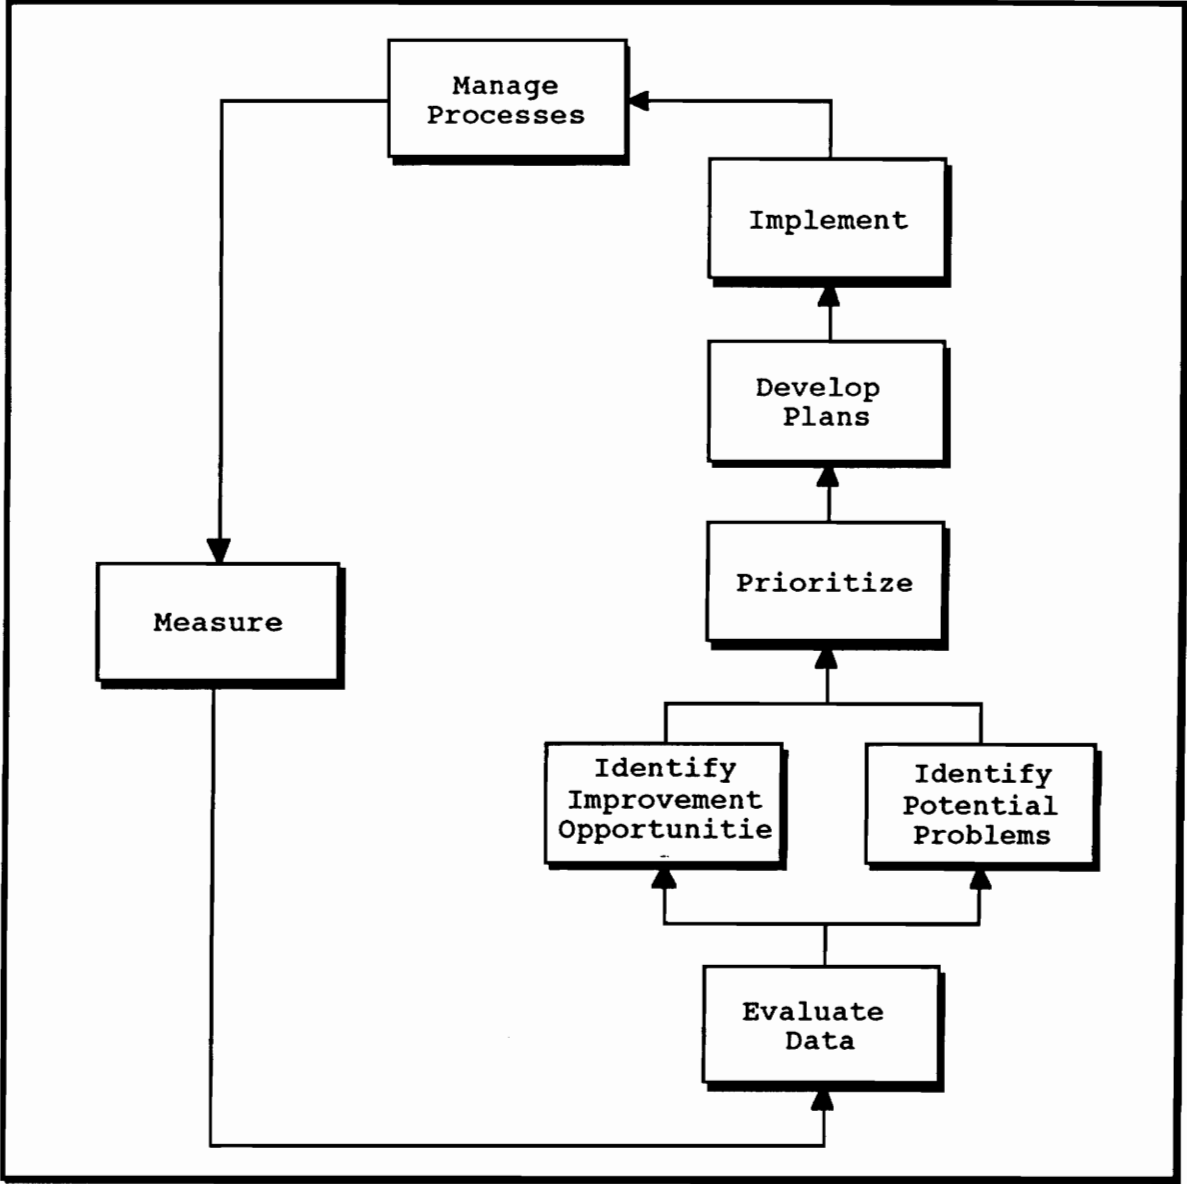 Manage
Processes
Implement
Develop
Plans
Prioritize
Measure
Identify
Improvement
Opportunitie
Identify
Potential
Problems
Evaluate
Data